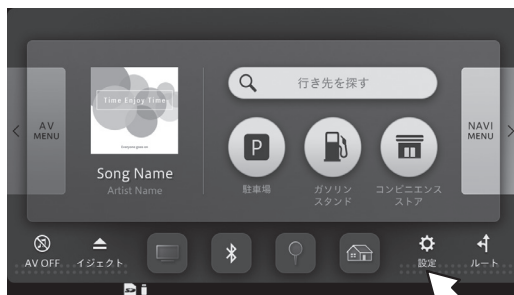 行き先を探す
AV
MENU
NAVI
MENU
Time Enjoy Time
P
Song Name
Artist Name
駐車場
ガソリン
スタンド
コンビニエンス
ストア
AV OFF
イジェクト
設定
ルート